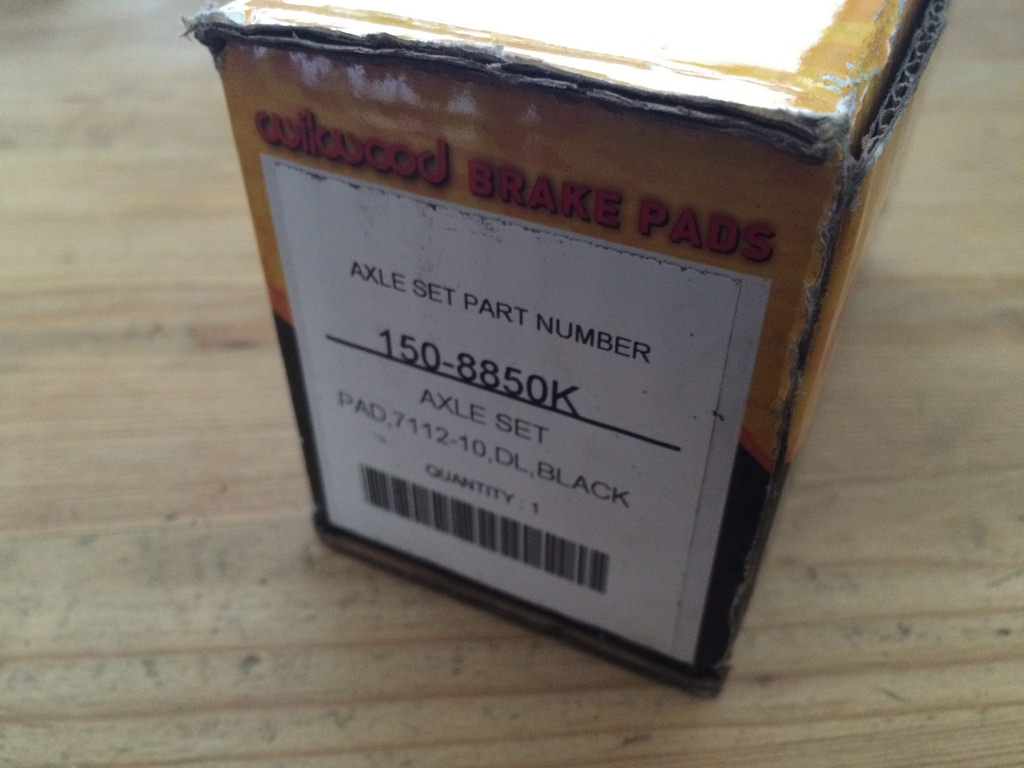 wilwood BRAKE PADS
AXLE SET PART NUMBER
150-8850K
AXLE SET
PAD,7112-10,DL,BLACK
QUANTITY : 1